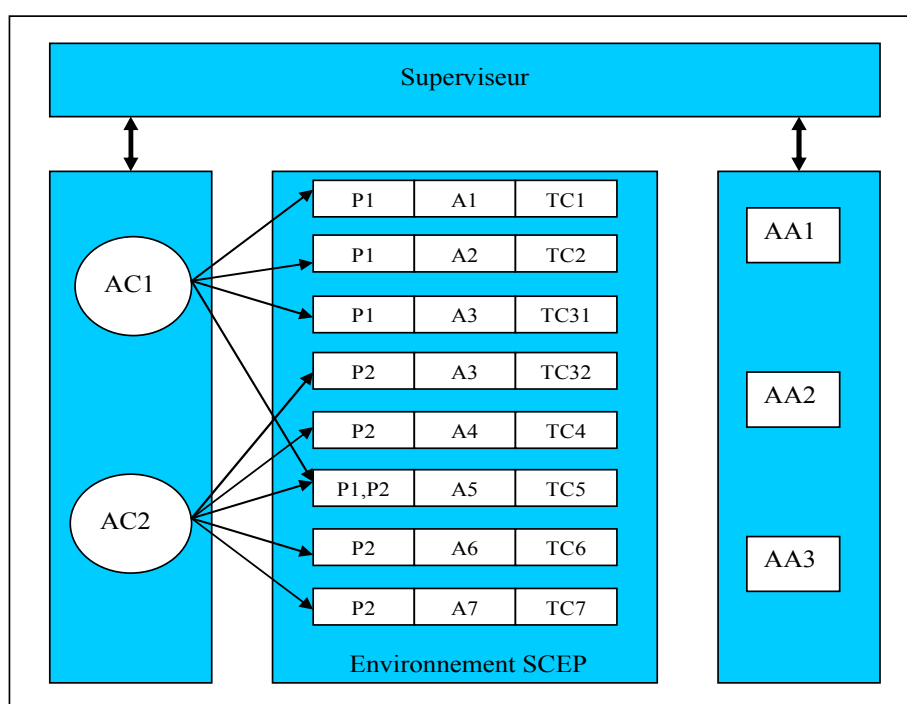 Superviseur
AC1
AC2
P1 A1 TC1
P1 A2 TC2
P1 A3 TC31
P2 A3 TC32
P2 A4 TC4
P1,P2 A5 TC5
P2 A6 TC6
P2 A7 TC7
Environnement SCEP
AA1
AA2
AA3